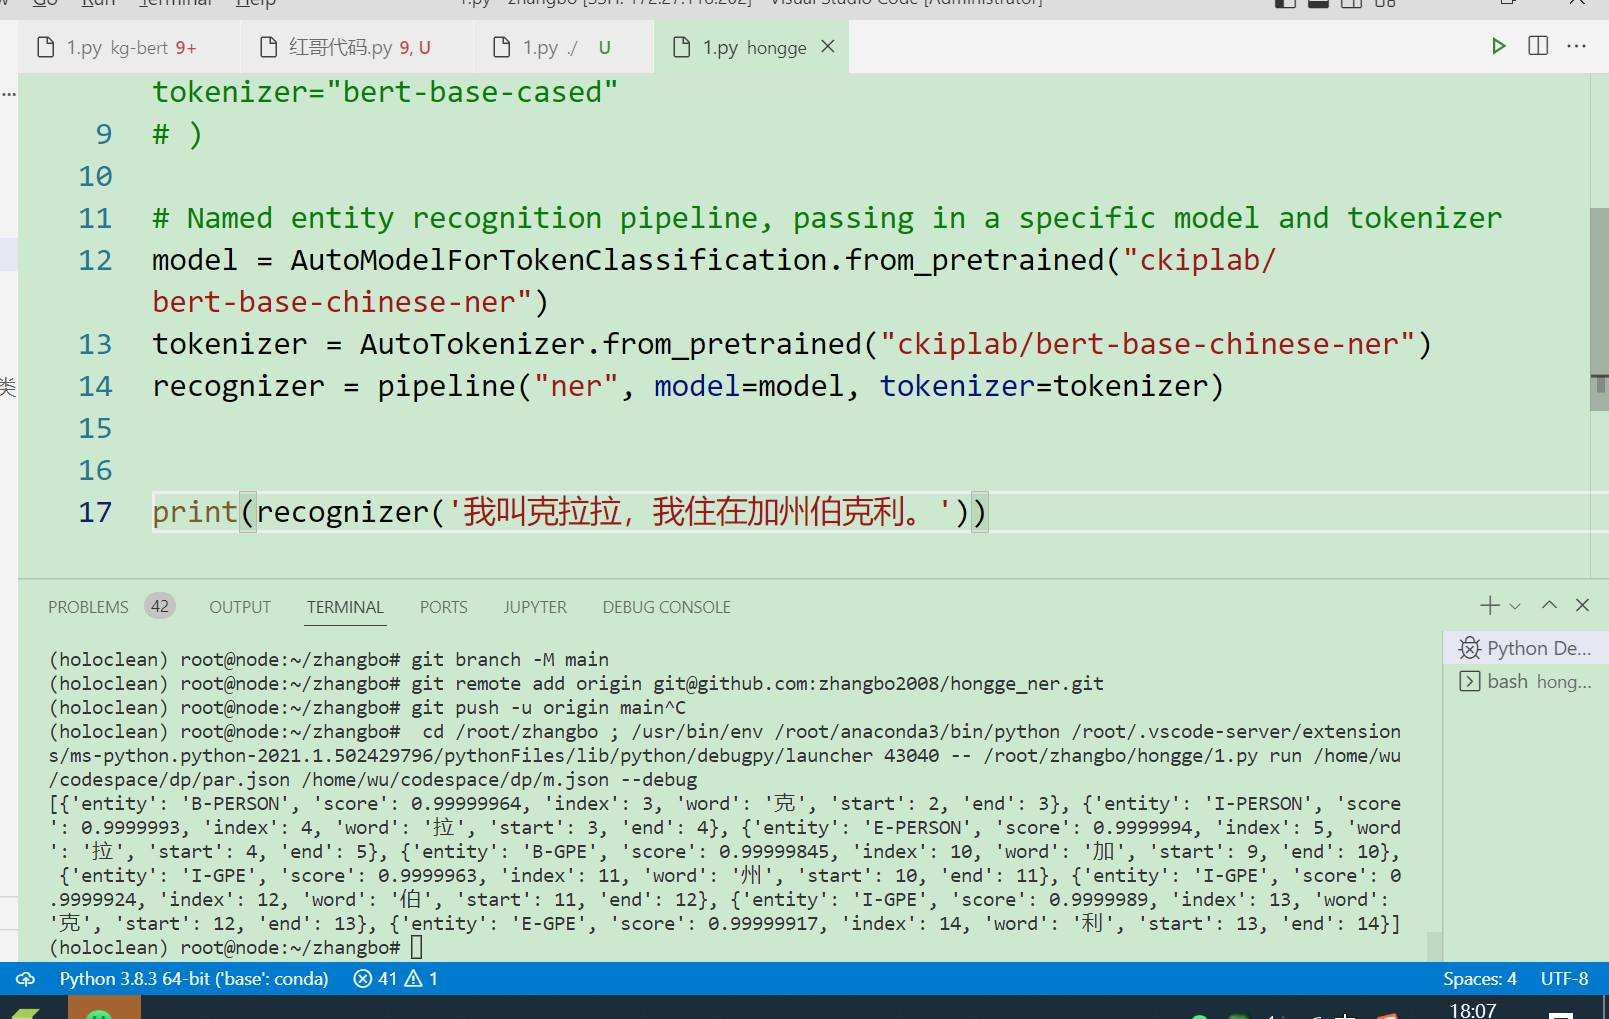 Go Run Terminal Help 1.py - zhangbo [SSH: 172.27.116.202] - Visual Studio Code [Administrator]
1.py kg-bert 9+ 红哥代码.py 9, U 1.py ./ U 1.py hongge
tokenizer="bert-base-cased"
9 # )
10
11 # Named entity recognition pipeline, passing in a specific model and tokenizer
12 model = AutoModelForTokenClassification.from_pretrained("ckiplab/
bert-base-chinese-ner")
13 tokenizer = AutoTokenizer.from_pretrained("ckiplab/bert-base-chinese-ner")
类
14 recognizer = pipeline("ner", model=model, tokenizer=tokenizer)
15
16
17 print(recognizer('我叫克拉拉，我住在加州伯克利。'))
PROBLEMS 42 OUTPUT TERMINAL PORTS JUPYTER DEBUG CONSOLE
(holoclean) root@node:~/zhangbo# git branch -M main
(holoclean) root@node:~/zhangbo# git remote add origin git@github.com:zhangbo2008/hongge_ner.git
(holoclean) root@node:~/zhangbo# git push -u origin main^C
(holoclean) root@node:~/zhangbo#  cd /root/zhangbo ; /usr/bin/env /root/anaconda3/bin/python /root/.vscode-server/extension
s/ms-python.python-2021.1.502429796/pythonFiles/lib/python/debugpy/launcher 43040 -- /root/zhangbo/hongge/1.py run /home/wu
/codespace/dp/par.json /home/wu/codespace/dp/m.json --debug
[{'entity': 'B-PERSON', 'score': 0.99999964, 'index': 3, 'word': '克', 'start': 2, 'end': 3}, {'entity': 'I-PERSON', 'score
': 0.9999993, 'index': 4, 'word': '拉', 'start': 3, 'end': 4}, {'entity': 'E-PERSON', 'score': 0.9999994, 'index': 5, 'word
': '拉', 'start': 4, 'end': 5}, {'entity': 'B-GPE', 'score': 0.99999845, 'index': 10, 'word': '加', 'start': 9, 'end': 10},
 {'entity': 'I-GPE', 'score': 0.9999963, 'index': 11, 'word': '州', 'start': 10, 'end': 11}, {'entity': 'I-GPE', 'score': 0
.9999924, 'index': 12, 'word': '伯', 'start': 11, 'end': 12}, {'entity': 'I-GPE', 'score': 0.9999989, 'index': 13, 'word':
'克', 'start': 12, 'end': 13}, {'entity': 'E-GPE', 'score': 0.99999917, 'index': 14, 'word': '利', 'start': 13, 'end': 14}]
(holoclean) root@node:~/zhangbo#
Python De...
bash hong...
Python 3.8.3 64-bit ('base': conda) 41 1 Spaces: 4 UTF-8
18:07